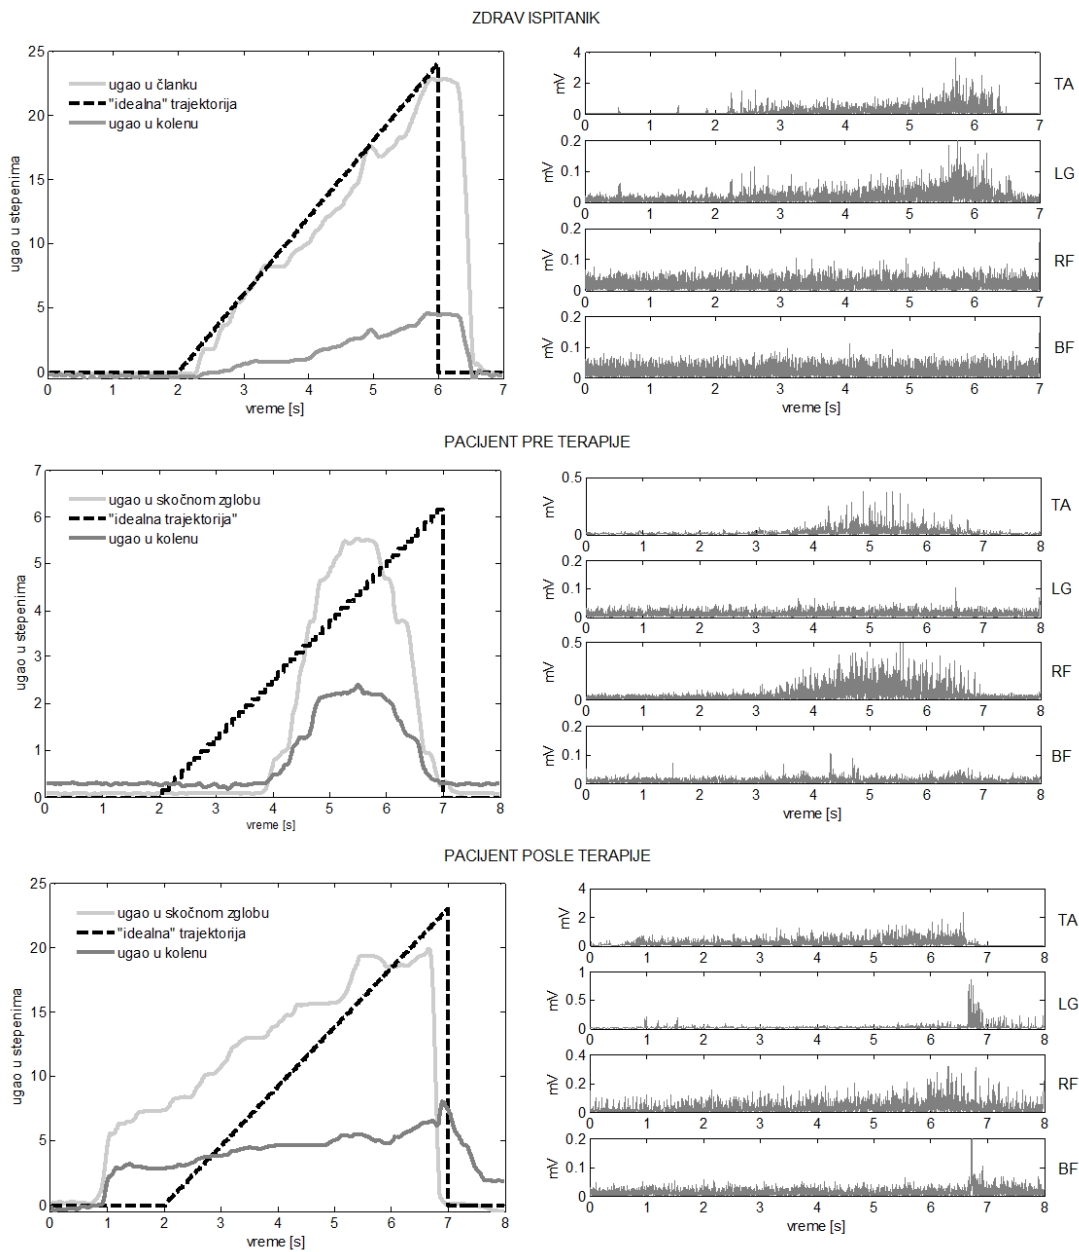 ZDRAV ISPITANIK
25
20
15
10
5
0
0 1 2 3 4 5 6 7
ugao u stepenima
vreme [s]
ugao u članku
"idealna" trajektorija
ugao u kolenu
4
2
0
mV
TA
0 1 2 3 4 5 6 7
0.2
0.1
0
mV
LG
0 1 2 3 4 5 6 7
0.2
0.1
0
mV
RF
0 1 2 3 4 5 6 7
0.2
0.1
0
mV
BF
0 1 2 3 4 5 6 7
vreme [s]
PACIJENT PRE TERAPIJE
7
6
5
4
3
2
1
0
0 1 2 3 4 5 6 7 8
ugao u stepenima
vreme [s]
ugao u skočnom zglobu
"idealna trajektorija"
ugao u kolenu
0.5
0
mV
TA
0 1 2 3 4 5 6 7 8
0.2
0.1
0
mV
LG
0 1 2 3 4 5 6 7 8
0.5
0
mV
RF
0 1 2 3 4 5 6 7 8
0.2
0.1
0
mV
BF
0 1 2 3 4 5 6 7 8
vreme [s]
PACIJENT POSLE TERAPIJE
25
20
15
10
5
0
0 1 2 3 4 5 6 7 8
ugao u stepenima
vreme [s]
ugao u skočnom zglobu
"idealna" trajektorija
ugao u kolenu
4
2
0
mV
TA
0 1 2 3 4 5 6 7 8
1
0.5
0
mV
LG
0 1 2 3 4 5 6 7 8
0.4
0.2
0
mV
RF
0 1 2 3 4 5 6 7 8
0.2
0.1
0
mV
BF
0 1 2 3 4 5 6 7 8
vreme [s]